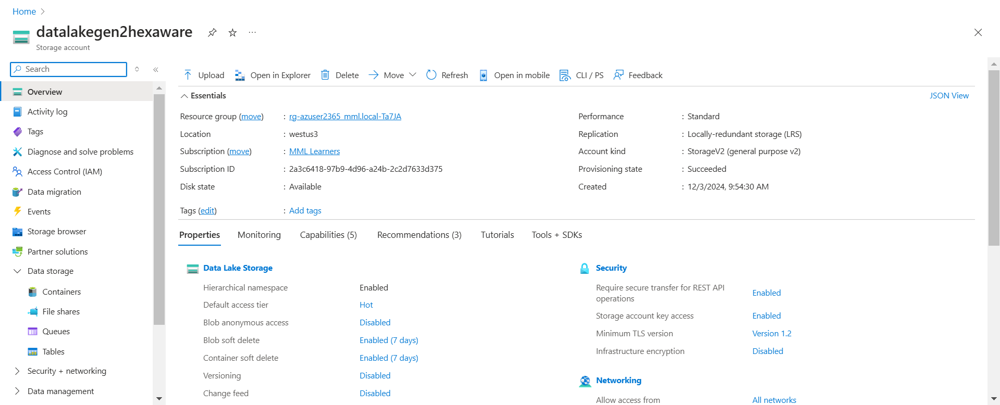 Home
datalakegen2hexaware
Storage account
Search
Overview
Activity log
Tags
Diagnose and solve problems
Access Control (IAM)
Data migration
Events
Storage browser
Partner solutions
Data storage
Containers
File shares
Queues
Tables
Security + networking
Data management
Upload Open in Explorer Delete Move Refresh Open in mobile CLI / PS Feedback
Essentials JSON View
Resource group (move) : rg-azuser2365_mml.local-Ta7JA
Location : westus3
Subscription (move) : MML Learners
Subscription ID : 2a3c6418-97b9-4d96-a24b-2c2d7633d375
Disk state : Available
Performance : Standard
Replication : Locally-redundant storage (LRS)
Account kind : StorageV2 (general purpose v2)
Provisioning state : Succeeded
Created : 12/3/2024, 9:54:30 AM
Tags (edit) : Add tags
Properties Monitoring Capabilities (5) Recommendations (3) Tutorials Tools + SDKs
Data Lake Storage
Hierarchical namespace Enabled
Default access tier Hot
Blob anonymous access Disabled
Blob soft delete Enabled (7 days)
Container soft delete Enabled (7 days)
Versioning Disabled
Change feed Disabled
Security
Require secure transfer for REST API
operations Enabled
Storage account key access Enabled
Minimum TLS version Version 1.2
Infrastructure encryption Disabled
Networking
Allow access from All networks